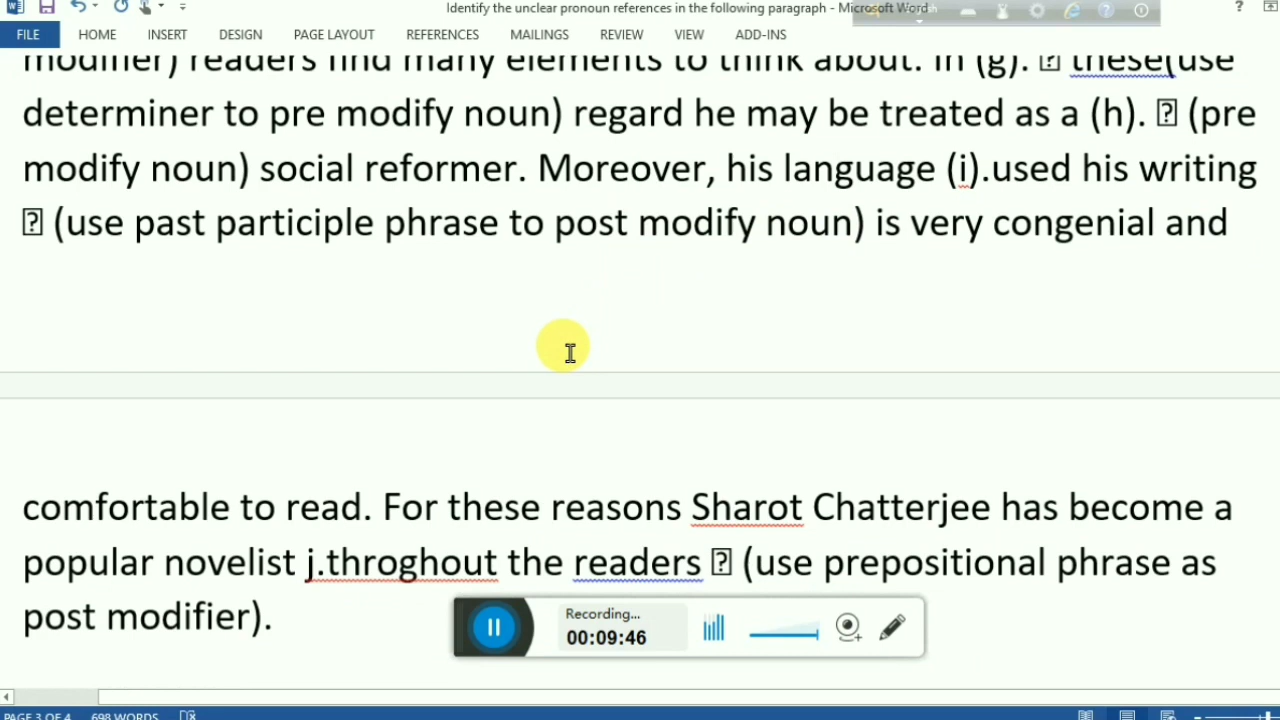 Identify the unclear pronoun references in the following paragraph - Microsoft Word
FILE HOME INSERT DESIGN PAGE LAYOUT REFERENCES MAILINGS REVIEW VIEW ADD-INS
modifier) readers find many elements to think about. In (g). ⍰ these(use
determiner to pre modify noun) regard he may be treated as a (h). ⍰ (pre
modify noun) social reformer. Moreover, his language (i).used his writing
⍰ (use past participle phrase to post modify noun) is very congenial and
comfortable to read. For these reasons Sharot Chatterjee has become a
popular novelist j.throghout the readers ⍰ (use prepositional phrase as
post modifier).
Recording...
00:09:46
PAGE 3 OF 4 698 WORDS